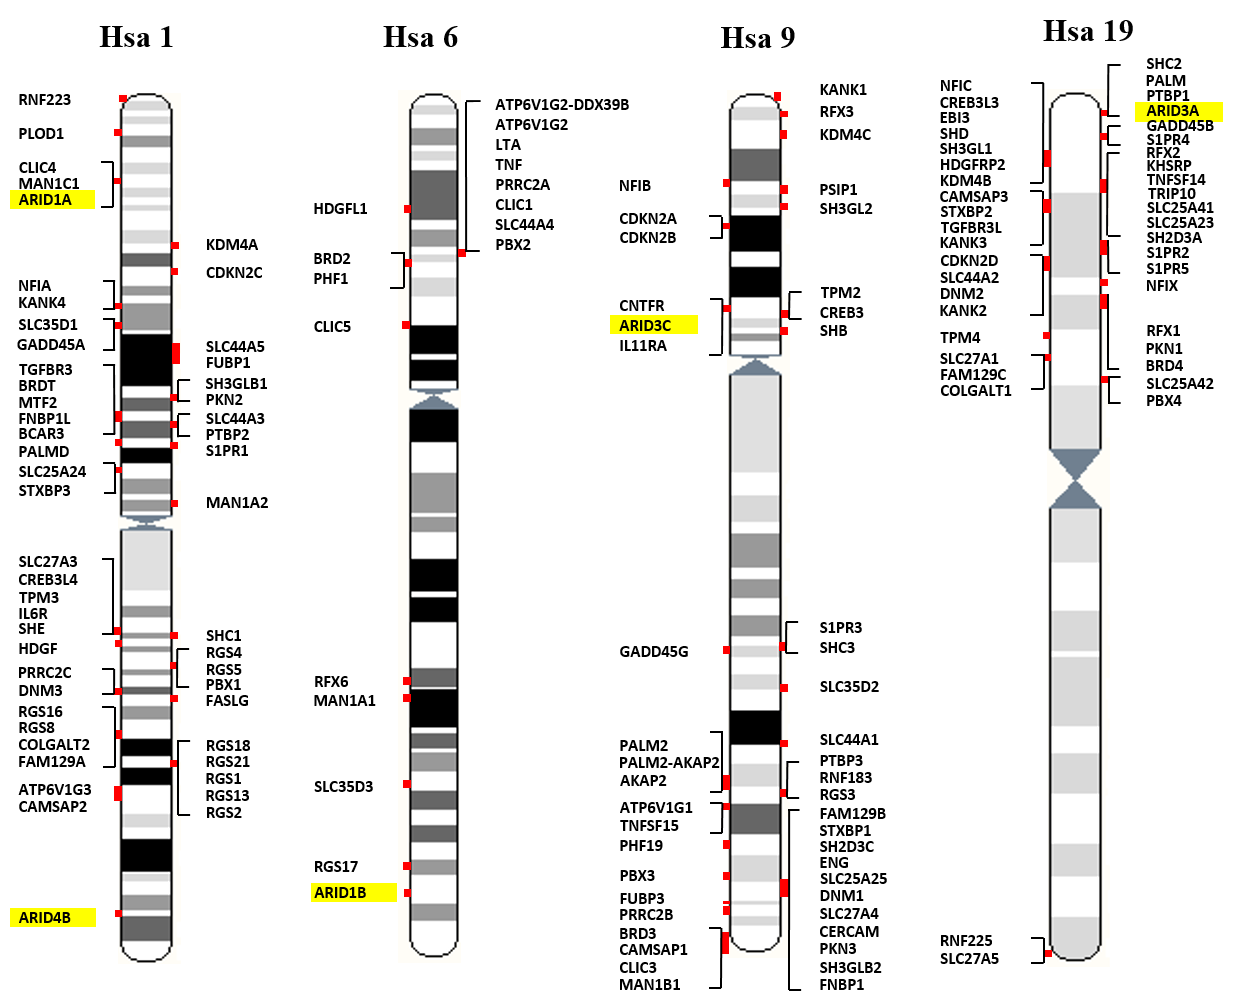 Hsa 1
RNF223
PLOD1
CLIC4
MAN1C1
ARID1A
NFIA
KANK4
SLC35D1
GADD45A
TGFBR3
BRDT
MTF2
FNBP1L
BCAR3
PALMD
SLC25A24
STXBP3
SLC27A3
CREB3L4
TPM3
IL6R
SHE
HDGF
PRRC2C
DNM3
RGS16
RGS8
COLGALT2
FAM129A
ATP6V1G3
CAMSAP2
ARID4B
KDM4A
CDKN2C
SLC44A5
FUBP1
SH3GLB1
PKN2
SLC44A3
PTBP2
S1PR1
MAN1A2
SHC1
RGS4
RGS5
PBX1
FASLG
RGS18
RGS21
RGS1
RGS13
RGS2
Hsa 6
HDGFL1
BRD2
PHF1
CLIC5
RFX6
MAN1A1
SLC35D3
RGS17
ARID1B
ATP6V1G2-DDX39B
ATP6V1G2
LTA
TNF
PRRC2A
CLIC1
SLC44A4
PBX2
Hsa 9
NFIB
CDKN2A
CDKN2B
CNTFR
ARID3C
IL11RA
GADD45G
PALM2
PALM2-AKAP2
AKAP2
ATP6V1G1
TNFSF15
PHF19
PBX3
FUBP3
PRRC2B
BRD3
CAMSAP1
CLIC3
MAN1B1
KANK1
RFX3
KDM4C
PSIP1
SH3GL2
TPM2
CREB3
SHB
S1PR3
SHC3
SLC35D2
SLC44A1
PTBP3
RNF183
RGS3
FAM129B
STXBP1
SH2D3C
ENG
SLC25A25
DNM1
SLC27A4
CERCAM
PKN3
SH3GLB2
FNBP1
Hsa 19
NFIC
CREB3L3
EBI3
SHD
SH3GL1
HDGFRP2
KDM4B
CAMSAP3
STXBP2
TGFBR3L
KANK3
CDKN2D
SLC44A2
DNM2
KANK2
TPM4
SLC27A1
FAM129C
COLGALT1
RNF225
SLC27A5
SHC2
PALM
PTBP1
ARID3A
GADD45B
S1PR4
RFX2
KHSRP
TNFSF14
TRIP10
SLC25A41
SLC25A23
SH2D3A
S1PR2
S1PR5
NFIX
RFX1
PKN1
BRD4
SLC25A42
PBX4